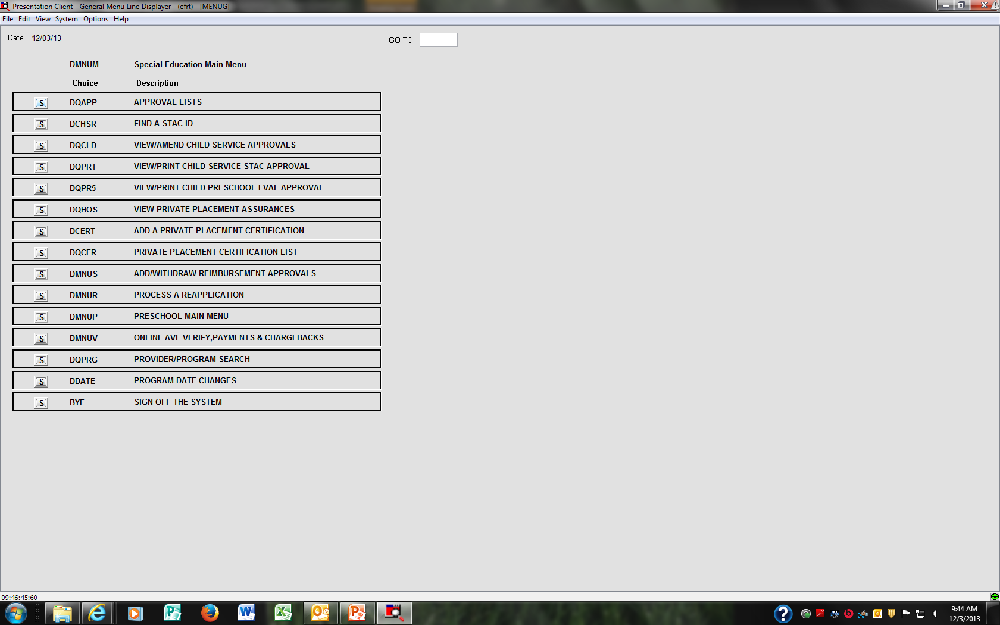 Presentation Client - General Menu Line Displayer - (efrt) - [MENUG]
File Edit View System Options Help
Date 12/03/13
GO TO
DMNUM Special Education Main Menu
Choice Description
S DQAPP APPROVAL LISTS
S DCHSR FIND A STAC ID
S DQCLD VIEW/AMEND CHILD SERVICE APPROVALS
S DQPRT VIEW/PRINT CHILD SERVICE STAC APPROVAL
S DQPR5 VIEW/PRINT CHILD PRESCHOOL EVAL APPROVAL
S DQHOS VIEW PRIVATE PLACEMENT ASSURANCES
S DCERT ADD A PRIVATE PLACEMENT CERTIFICATION
S DQCER PRIVATE PLACEMENT CERTIFICATION LIST
S DMNUS ADD/WITHDRAW REIMBURSEMENT APPROVALS
S DMNUR PROCESS A REAPPLICATION
S DMNUP PRESCHOOL MAIN MENU
S DMNUV ONLINE AVL VERIFY,PAYMENTS & CHARGEBACKS
S DQPRG PROVIDER/PROGRAM SEARCH
S DDATE PROGRAM DATE CHANGES
S BYE SIGN OFF THE SYSTEM
09:46:45:60
9:44 AM
12/3/2013